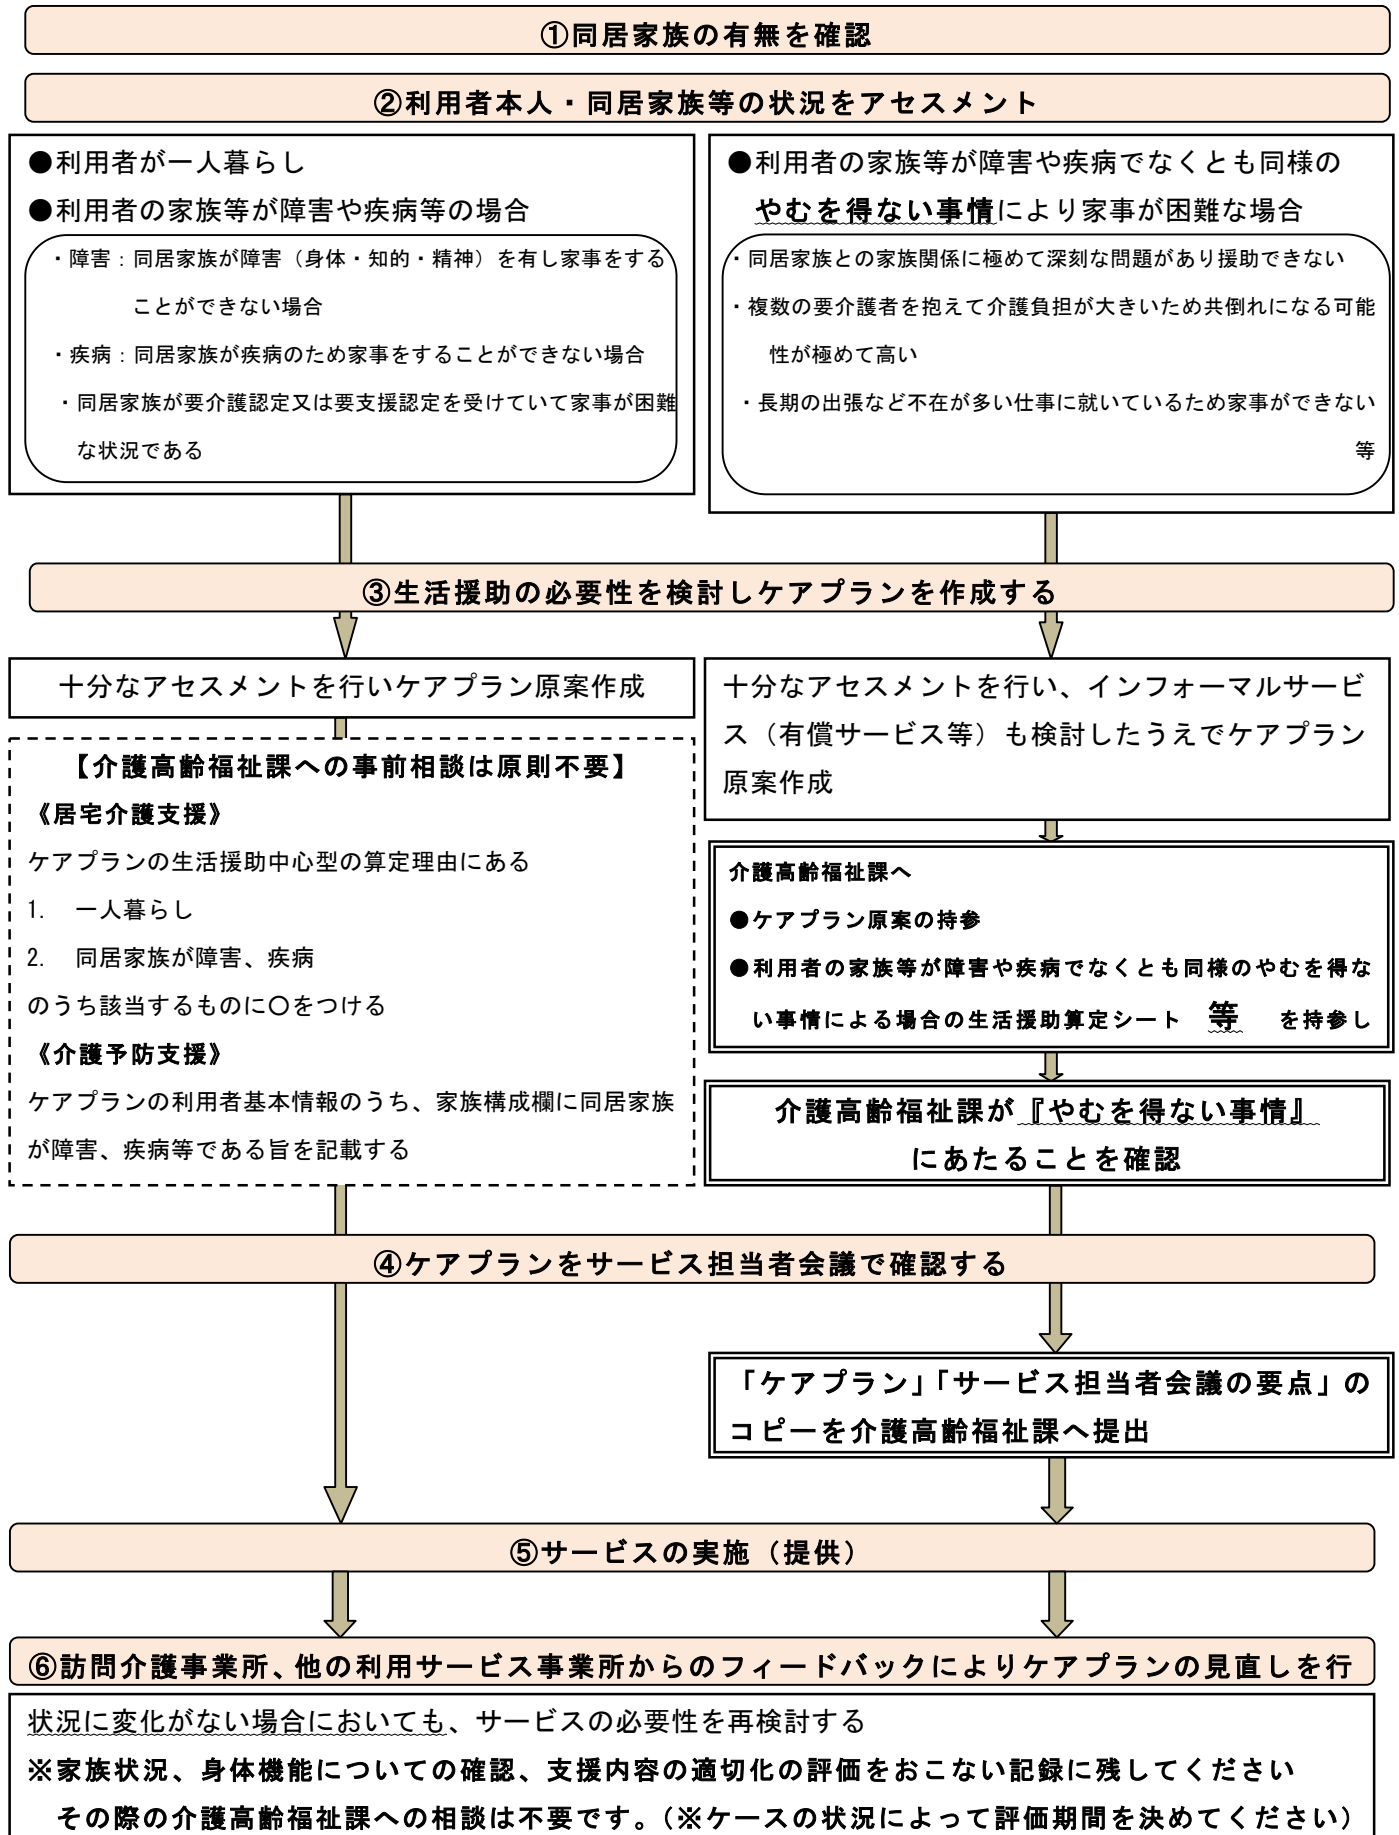 ①同居家族の有無を確認
②利用者本人・同居家族等の状況をアセスメント
●利用者が一人暮らし
●利用者の家族等が障害や疾病等の場合
・障害：同居家族が障害（身体・知的・精神）を有し家事をする
ことができない場合
・疾病：同居家族が疾病のため家事をすることができない場合
・同居家族が要介護認定又は要支援認定を受けていて家事が困難
な状況である
●利用者の家族等が障害や疾病でなくとも同様の
やむを得ない事情により家事が困難な場合
・同居家族との家族関係に極めて深刻な問題があり援助できない
・複数の要介護者を抱えて介護負担が大きいため共倒れになる可能
性が極めて高い
・長期の出張など不在が多い仕事に就いているため家事ができない
等
③生活援助の必要性を検討しケアプランを作成する
十分なアセスメントを行いケアプラン原案作成
【介護高齢福祉課への事前相談は原則不要】
《居宅介護支援》
ケアプランの生活援助中心型の算定理由にある
1. 一人暮らし
2. 同居家族が障害、疾病
のうち該当するものに〇をつける
《介護予防支援》
ケアプランの利用者基本情報のうち、家族構成欄に同居家族
が障害、疾病等である旨を記載する
十分なアセスメントを行い、インフォーマルサービ
ス（有償サービス等）も検討したうえでケアプラン
原案作成
介護高齢福祉課へ
●ケアプラン原案の持参
●利用者の家族等が障害や疾病でなくとも同様のやむを得な
い事情による場合の生活援助算定シート　等　を持参し
介護高齢福祉課が『やむを得ない事情』
にあたることを確認
④ケアプランをサービス担当者会議で確認する
「ケアプラン」「サービス担当者会議の要点」の
コピーを介護高齢福祉課へ提出
⑤サービスの実施（提供）
⑥訪問介護事業所、他の利用サービス事業所からのフィードバックによりケアプランの見直しを行
状況に変化がない場合においても、サービスの必要性を再検討する
※家族状況、身体機能についての確認、支援内容の適切化の評価をおこない記録に残してください
その際の介護高齢福祉課への相談は不要です。（※ケースの状況によって評価期間を決めてください）